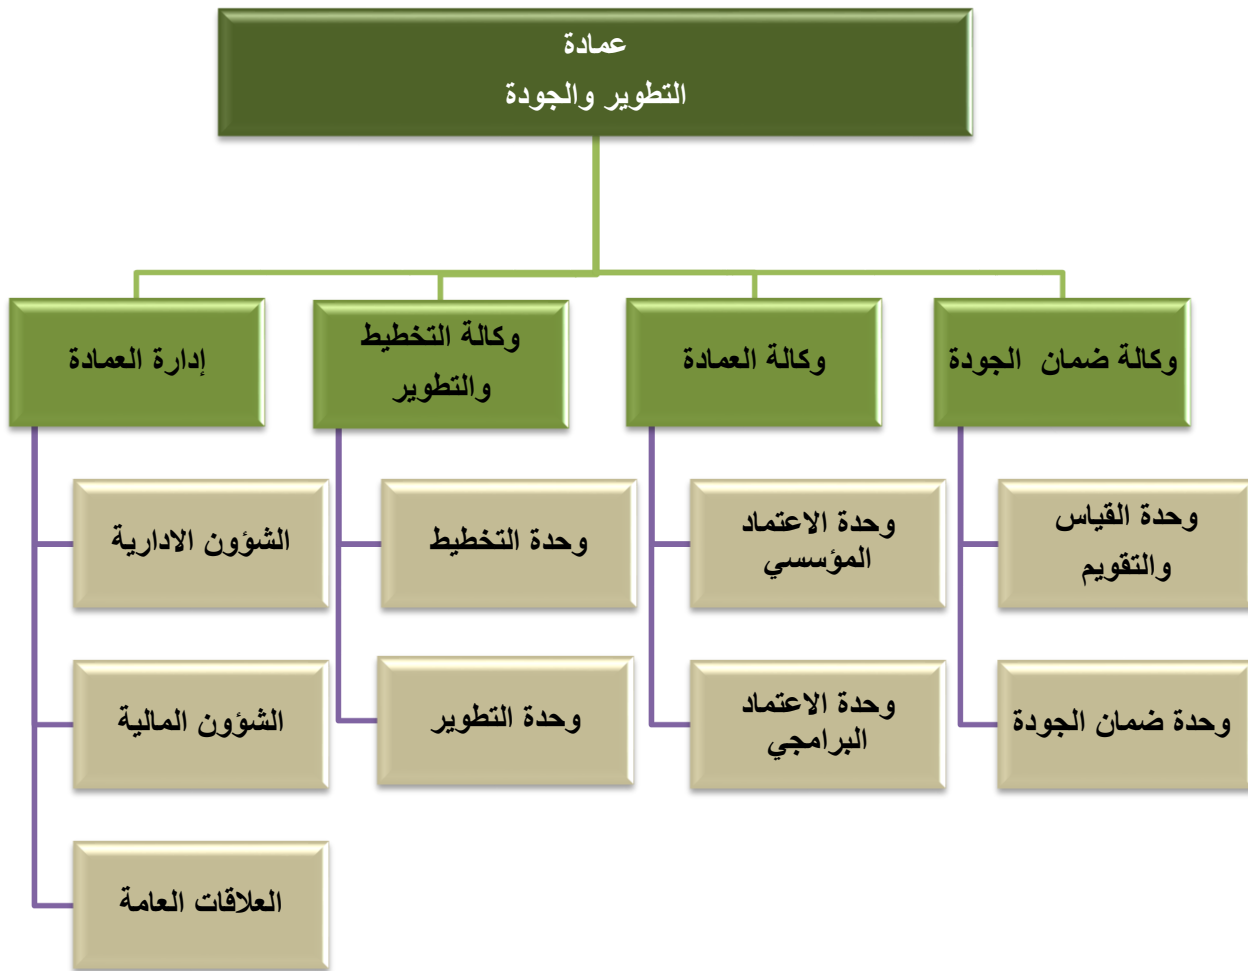 عمادة
التطوير والجودة
وكالة ضمان الجودة
وكالة العمادة
وكالة التخطيط
والتطوير
إدارة العمادة
وحدة القياس
والتقويم
وحدة الاعتماد
المؤسسي
وحدة التخطيط
الشؤون الادارية
وحدة ضمان الجودة
وحدة الاعتماد
البرامجي
وحدة التطوير
الشؤون المالية
العلاقات العامة